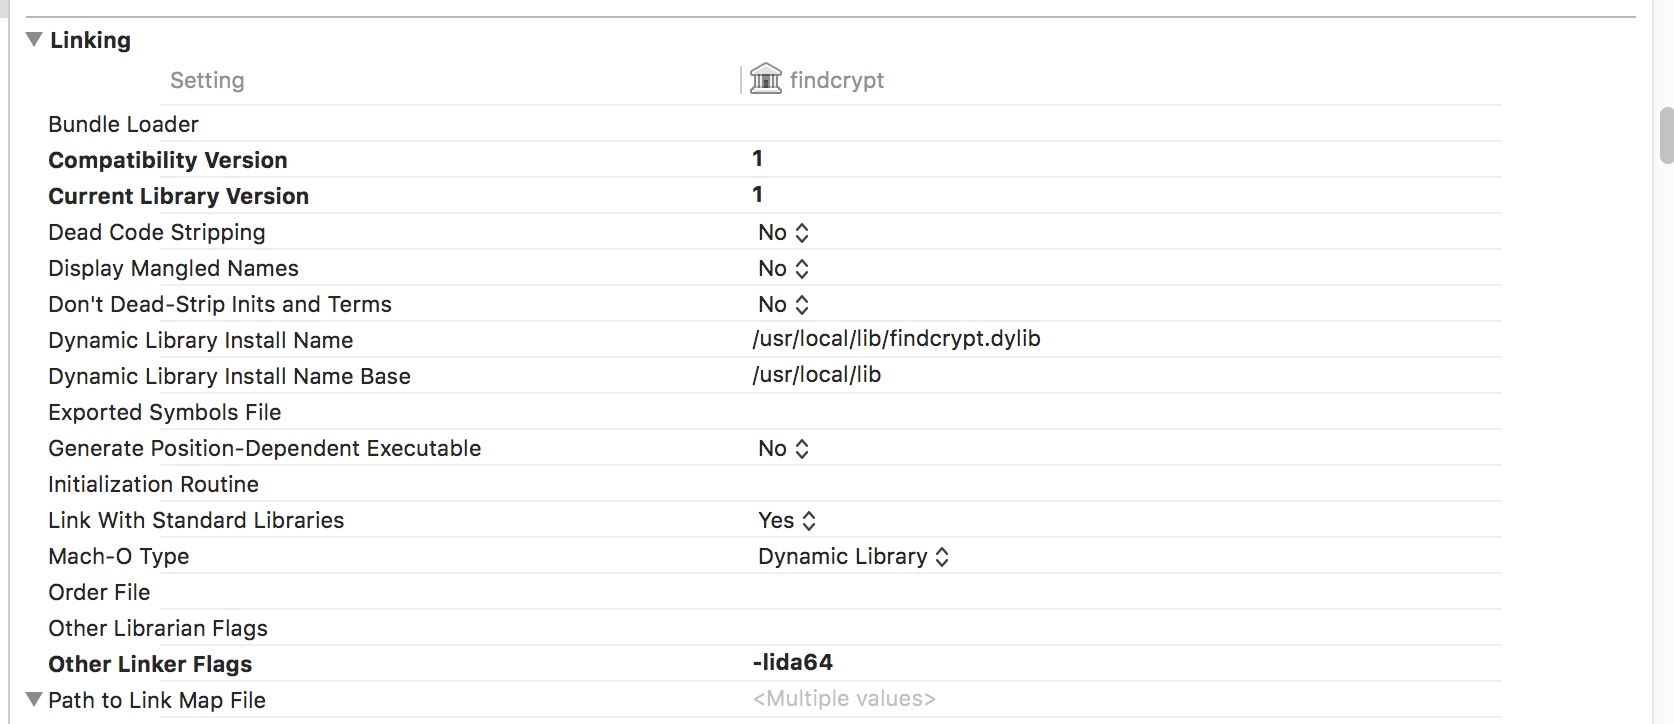 Linking
Setting findcrypt
Bundle Loader
Compatibility Version 1
Current Library Version 1
Dead Code Stripping No
Display Mangled Names No
Don't Dead-Strip Inits and Terms No
Dynamic Library Install Name /usr/local/lib/findcrypt.dylib
Dynamic Library Install Name Base /usr/local/lib
Exported Symbols File
Generate Position-Dependent Executable No
Initialization Routine
Link With Standard Libraries Yes
Mach-O Type Dynamic Library
Order File
Other Librarian Flags
Other Linker Flags -lida64
Path to Link Map File <Multiple values>